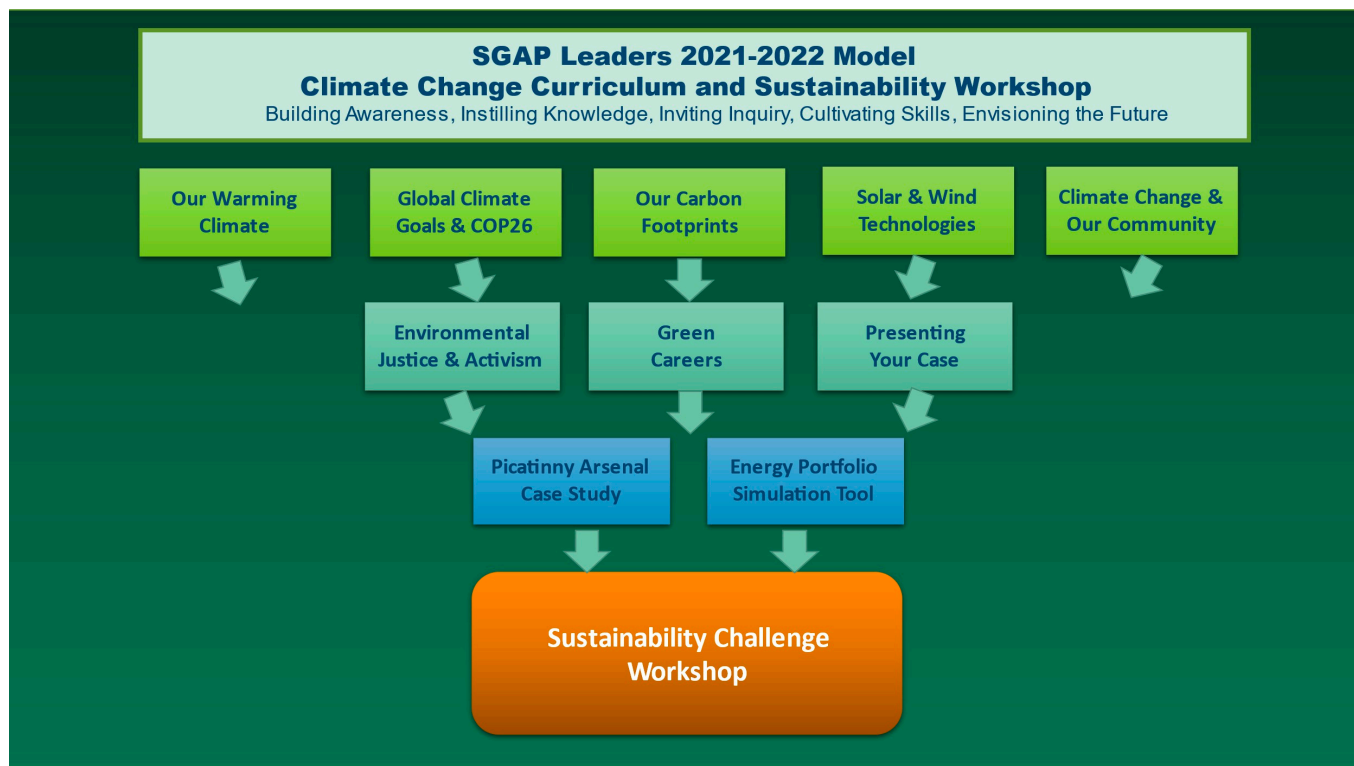 SGAP Leaders 2021-2022 Model
Climate Change Curriculum and Sustainability Workshop
Building Awareness, Instilling Knowledge, Inviting Inquiry, Cultivating Skills, Envisioning the Future
Our Warming
Climate
Global Climate
Goals & COP26
Our Carbon
Footprints
Solar & Wind
Technologies
Climate Change &
Our Community
Environmental
Justice & Activism
Green
Careers
Presenting
Your Case
Picatinny Arsenal
Case Study
Energy Portfolio
Simulation Tool
Sustainability Challenge
Workshop